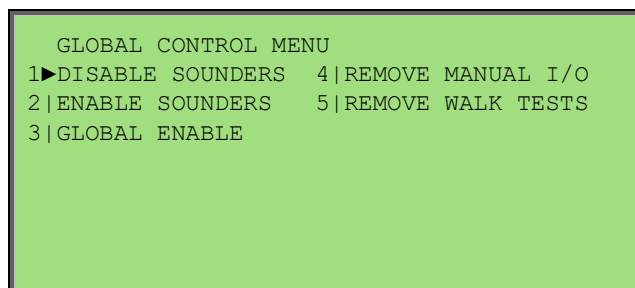 GLOBAL CONTROL MENU
1►DISABLE SOUNDERS 4|REMOVE MANUAL I/O
2|ENABLE SOUNDERS 5|REMOVE WALK TESTS
3|GLOBAL ENABLE